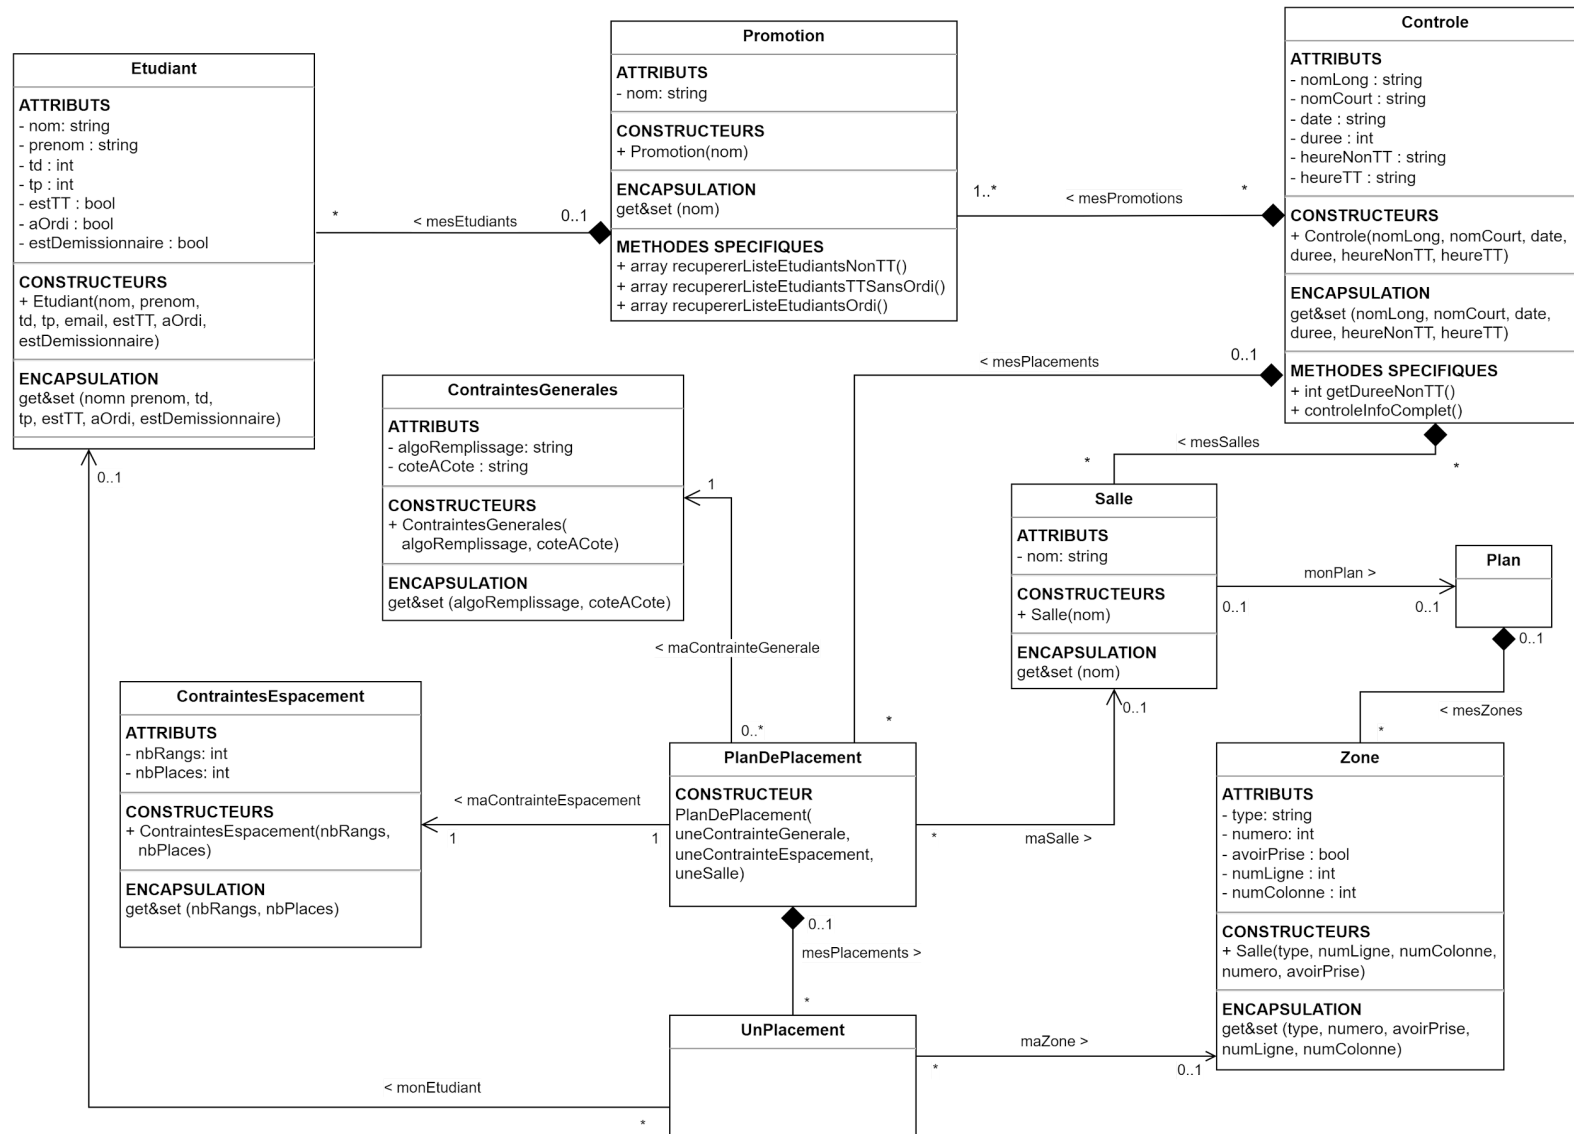 Etudiant
ATTRIBUTS
- nom: string
- prenom : string
- td : int
- tp : int
- estTT : bool
- aOrdi : bool
- estDemissionnaire : bool
CONSTRUCTEURS
+ Etudiant(nom, prenom,
td, tp, email, estTT, aOrdi,
estDemissionnaire)
ENCAPSULATION
get&set (nomn prenom, td,
tp, estTT, aOrdi, estDemissionnaire)
*
< mesEtudiants
0..1
Promotion
ATTRIBUTS
- nom: string
CONSTRUCTEURS
+ Promotion(nom)
ENCAPSULATION
get&set (nom)
METHODES SPECIFIQUES
+ array recupererListeEtudiantsNonTT()
+ array recupererListeEtudiantsTTSansOrdi()
+ array recupererListeEtudiantsOrdi()
1..*
< mesPromotions
*
Controle
ATTRIBUTS
- nomLong : string
- nomCourt : string
- date : string
- duree : int
- heureNonTT : string
- heureTT : string
CONSTRUCTEURS
+ Controle(nomLong, nomCourt, date,
duree, heureNonTT, heureTT)
ENCAPSULATION
get&set (nomLong, nomCourt, date,
duree, heureNonTT, heureTT)
METHODES SPECIFIQUES
+ int getDureeNonTT()
+ controleInfoComplet()
< mesPlacements
0..1
*
< mesSalles
*
*
ContraintesGenerales
ATTRIBUTS
- algoRemplissage: string
- coteACote : string
CONSTRUCTEURS
+ ContraintesGenerales(
algoRemplissage, coteACote)
ENCAPSULATION
get&set (algoRemplissage, coteACote)
1
< maContrainteGenerale
0..*
Salle
ATTRIBUTS
- nom: string
CONSTRUCTEURS
+ Salle(nom)
ENCAPSULATION
get&set (nom)
monPlan >
0..1
0..1
Plan
0..1
< mesZones
*
ContraintesEspacement
ATTRIBUTS
- nbRangs: int
- nbPlaces: int
CONSTRUCTEURS
+ ContraintesEspacement(nbRangs,
nbPlaces)
ENCAPSULATION
get&set (nbRangs, nbPlaces)
< maContrainteEspacement
1
1
PlanDePlacement
CONSTRUCTEUR
PlanDePlacement(
uneContrainteGenerale,
uneContrainteEspacement,
uneSalle)
*
maSalle >
0..1
Zone
ATTRIBUTS
- type: string
- numero: int
- avoirPrise : bool
- numLigne : int
- numColonne : int
CONSTRUCTEURS
+ Salle(type, numLigne, numColonne,
numero, avoirPrise)
ENCAPSULATION
get&set (type, numero, avoirPrise,
numLigne, numColonne)
0..1
mesPlacements >
*
UnPlacement
maZone >
*
0..1
0..1
< monEtudiant
*